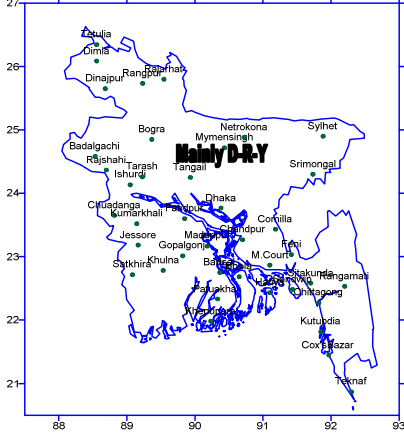 27
Tetulia
Dimla
26
Rangpur
Rajarhat
Dinajpur
25
Bogra
Netrokona
Sylhet
Mymensingh
Badalgachi
Mainly D-R-Y
Rajshahi
Tarash
Tangail
Srimongal
Ishurdi
24
Dhaka
Chuadanga
Kumarkhali
Faridpur
Comilla
Jessore
Madaripur
Chandpur
Gopalgonj
Feni
23
Satkhira
Khulna
Barisal
M.Court
Sitakunda
Rangamati
Hatiya
Chittagong
Patuakhali
22
Khepupara
Kutubdia
Cox'sbazar
21
Teknaf
88
89
90
91
92
93